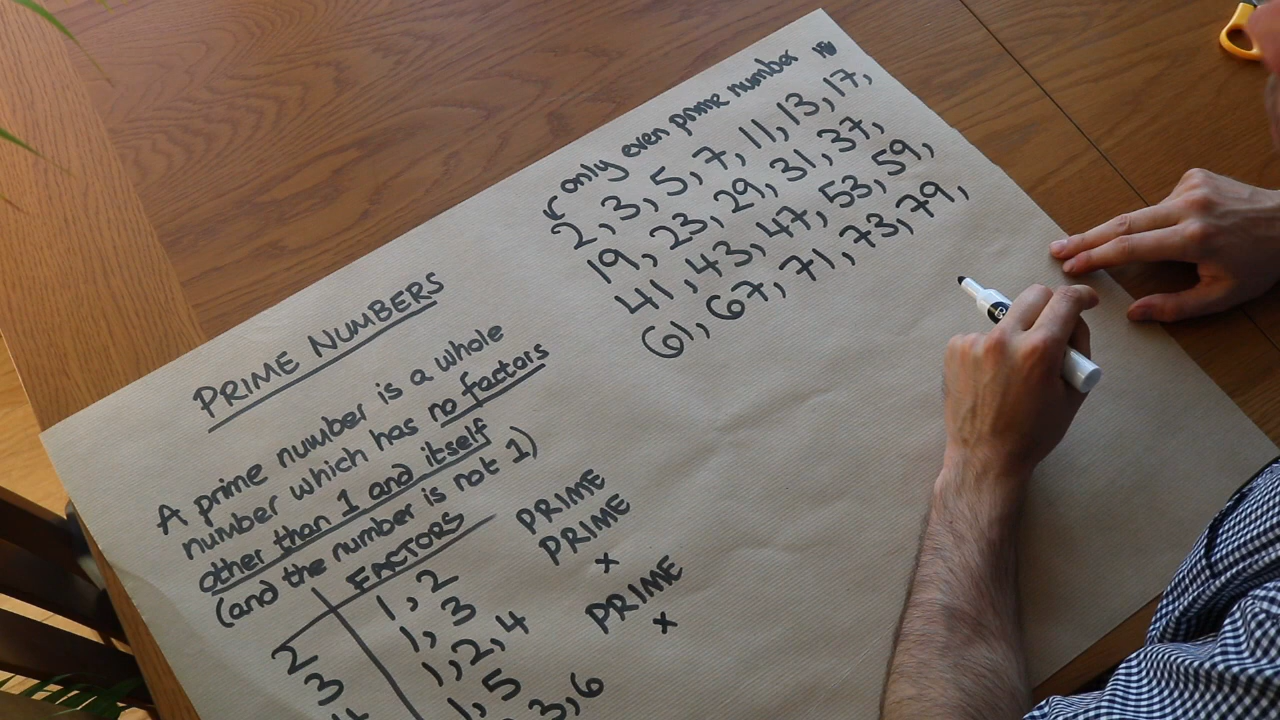 PRIME NUMBERS
A prime number is a whole
number which has no factors
other than 1 and itself
(and the number is not 1)
FACTORS
2 1, 2 PRIME
3 1, 3 PRIME
1, 2, 4 x
1, 5 PRIME
3, 6 x
only even prime number
2, 3, 5, 7, 11, 13, 17,
19, 23, 29, 31, 37,
41, 43, 47, 53, 59,
61, 67, 71, 73, 79,